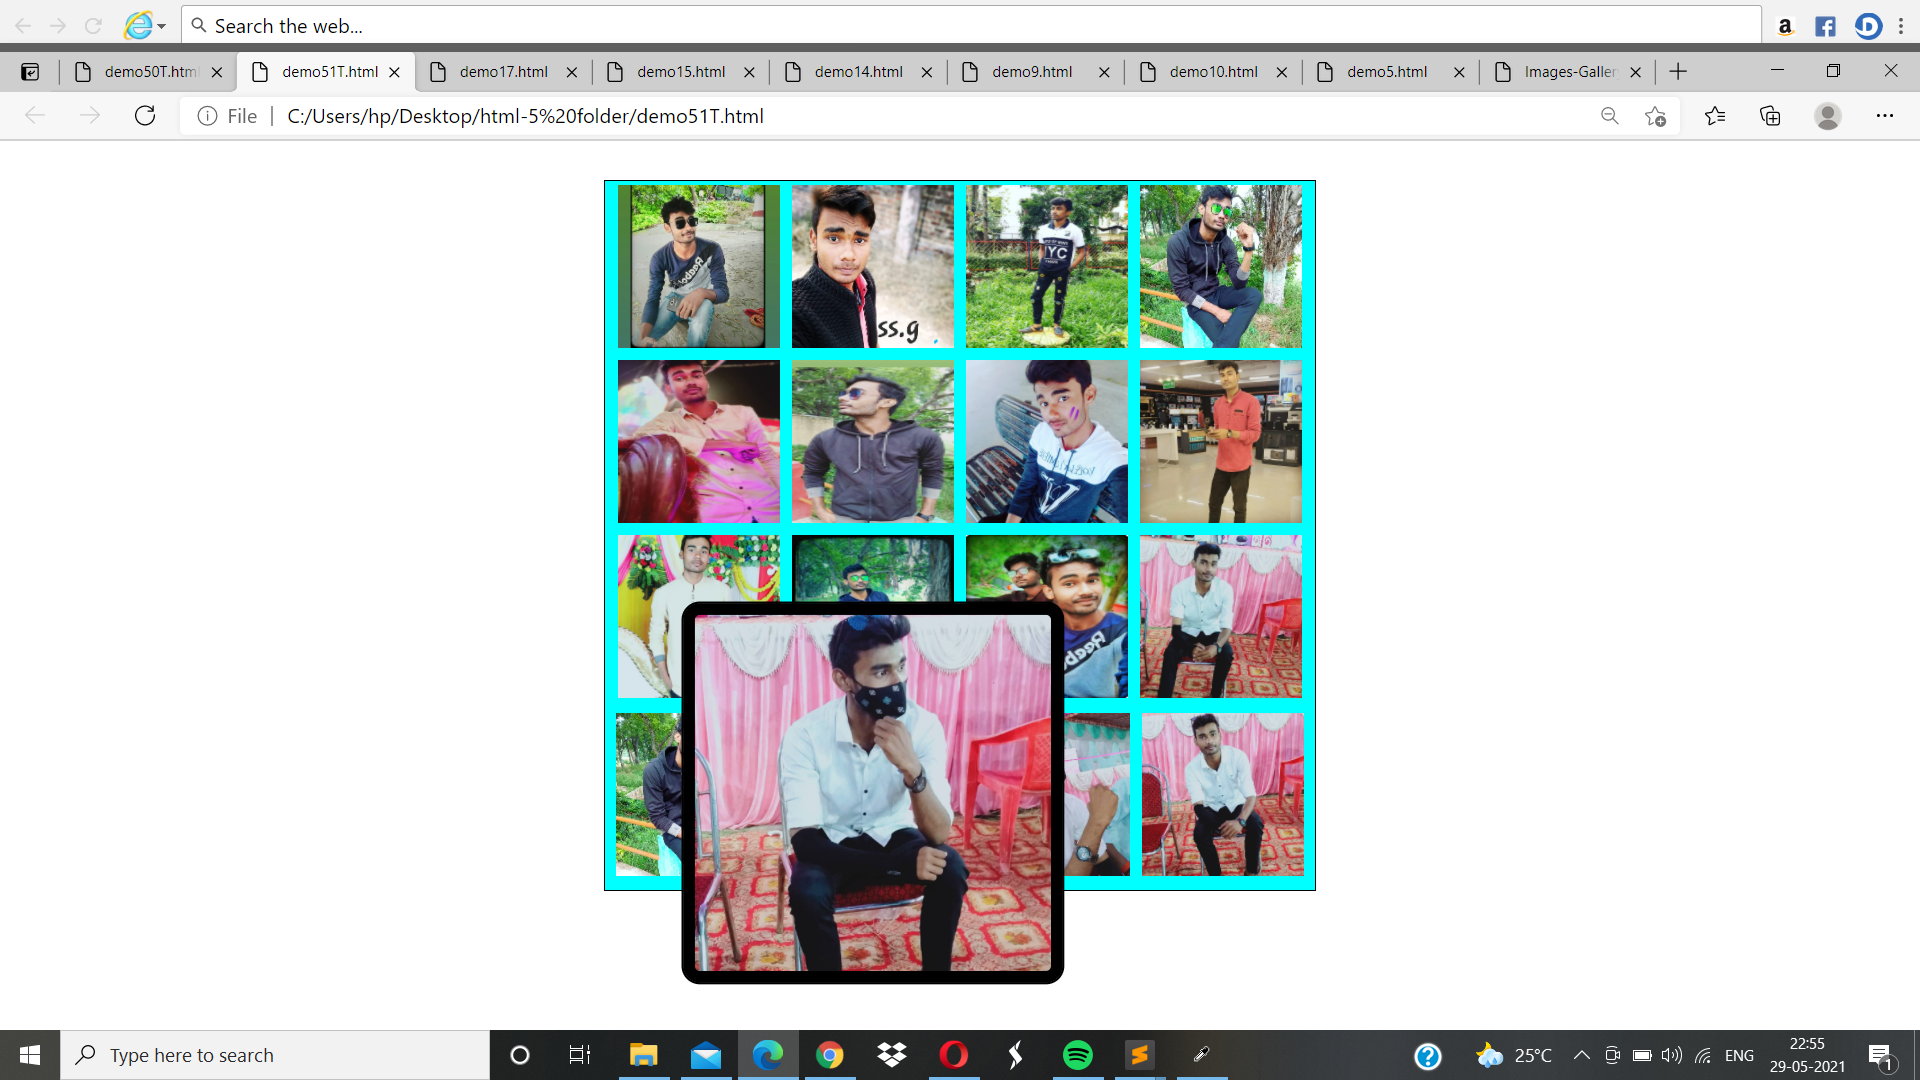 Search the web...
a f D
demo50T.html
demo51T.html
demo17.html
demo15.html
demo14.html
demo9.html
demo10.html
demo5.html
Images-Galler
File
C:/Users/hp/Desktop/html-5%20folder/demo51T.html
ss.g
YC
Type here to search
25°C
ENG
22:55
29-05-2021
1